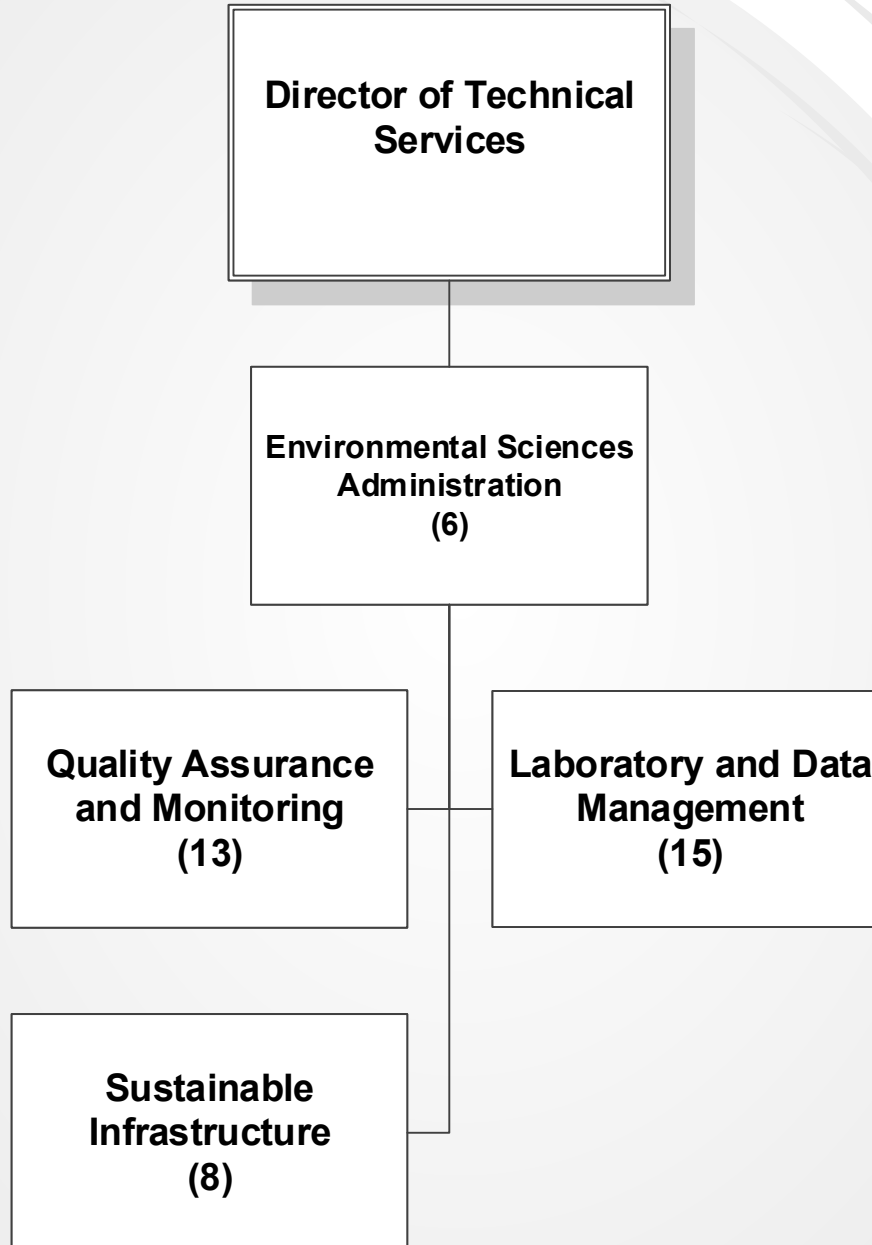 Director of Technical
Services
Environmental Sciences
Administration
(6)
Quality Assurance
and Monitoring
(13)
Laboratory and Data
Management
(15)
Sustainable
Infrastructure
(8)